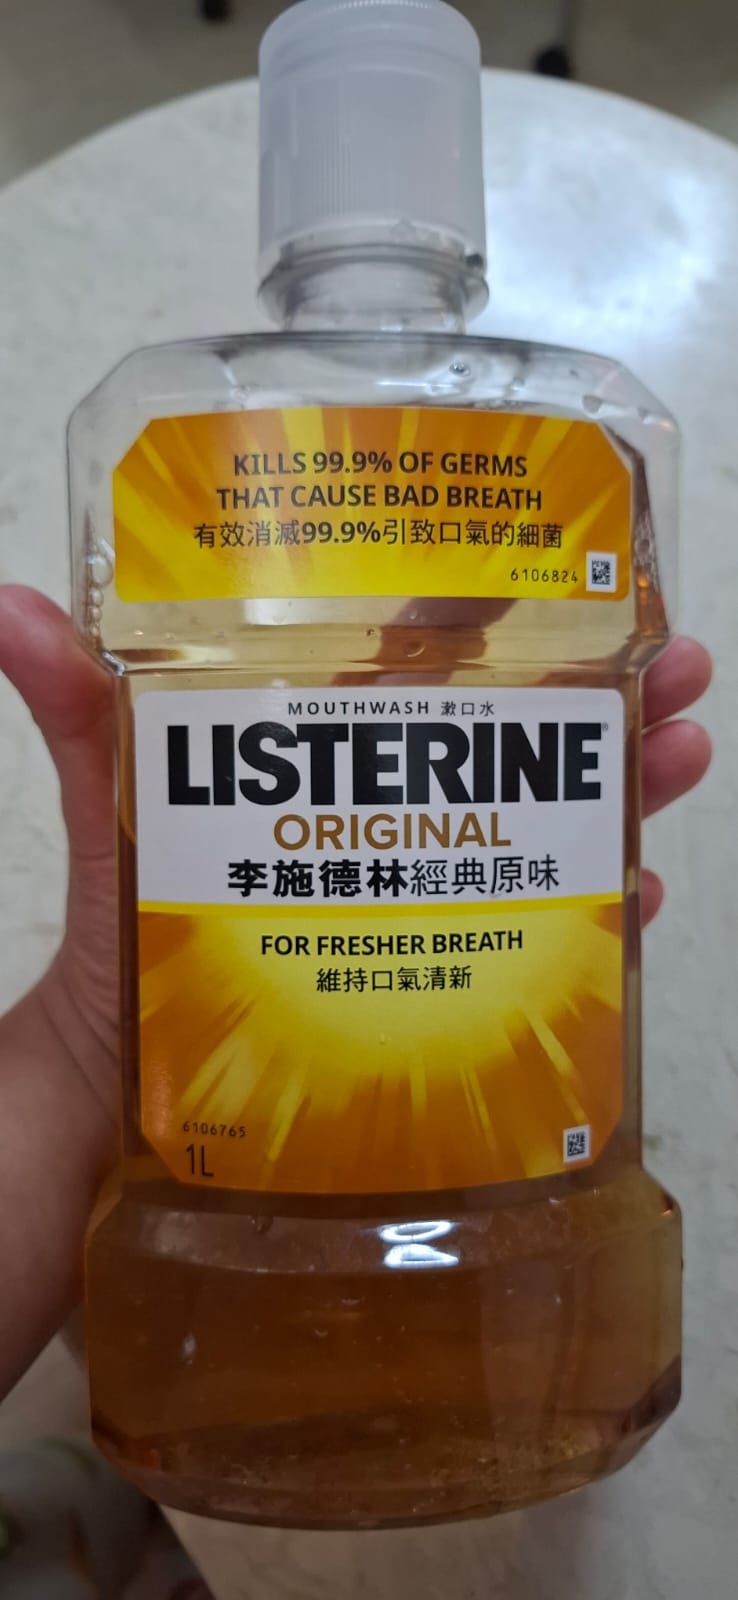 KILLS 99.9% OF GERMS
THAT CAUSE BAD BREATH
有效消滅99.9%引致口氣的細菌
6106824
MOUTHWASH 漱口水
LISTERINE®
ORIGINAL
李施德林經典原味
FOR FRESHER BREATH
維持口氣清新
6106765
1L